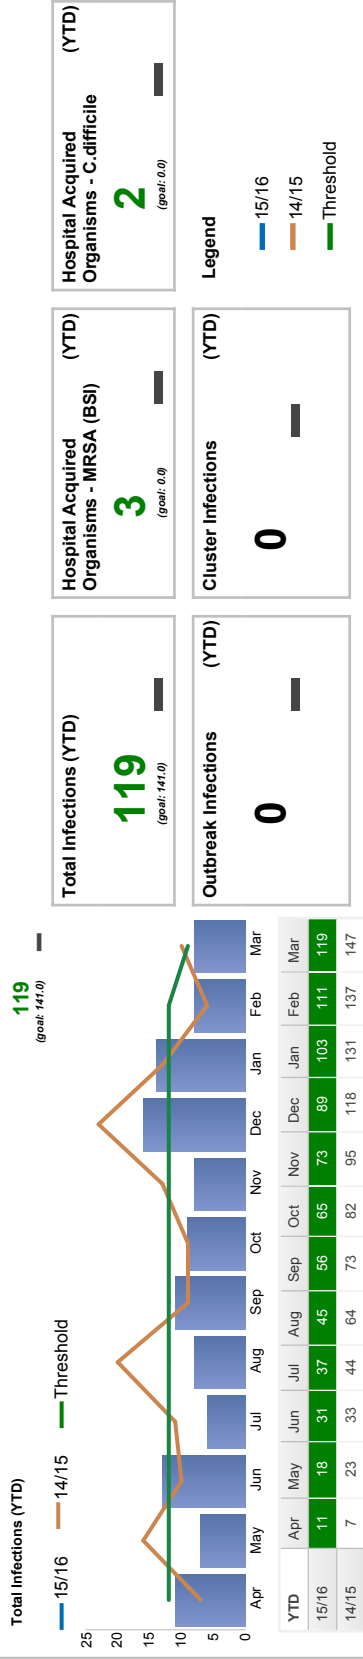 Total Infections (YTD)
119
(goal: 141.0)
15/16 14/15 Threshold
25
20
15
10
5
0
Apr May Jun Jul Aug Sep Oct Nov Dec Jan Feb Mar
YTD Apr May Jun Jul Aug Sep Oct Nov Dec Jan Feb Mar
15/16 11 18 31 37 45 56 65 73 89 103 111 119
14/15 7 23 33 44 64 73 82 95 118 131 137 147
Total Infections (YTD)
119
(goal: 141.0)
Hospital Acquired (YTD)
Organisms - MRSA (BSI)
3
(goal: 0.0)
Hospital Acquired (YTD)
Organisms - C.difficile
2
(goal: 0.0)
Outbreak Infections (YTD)
0
Cluster Infections (YTD)
0
Legend
15/16
14/15
Threshold